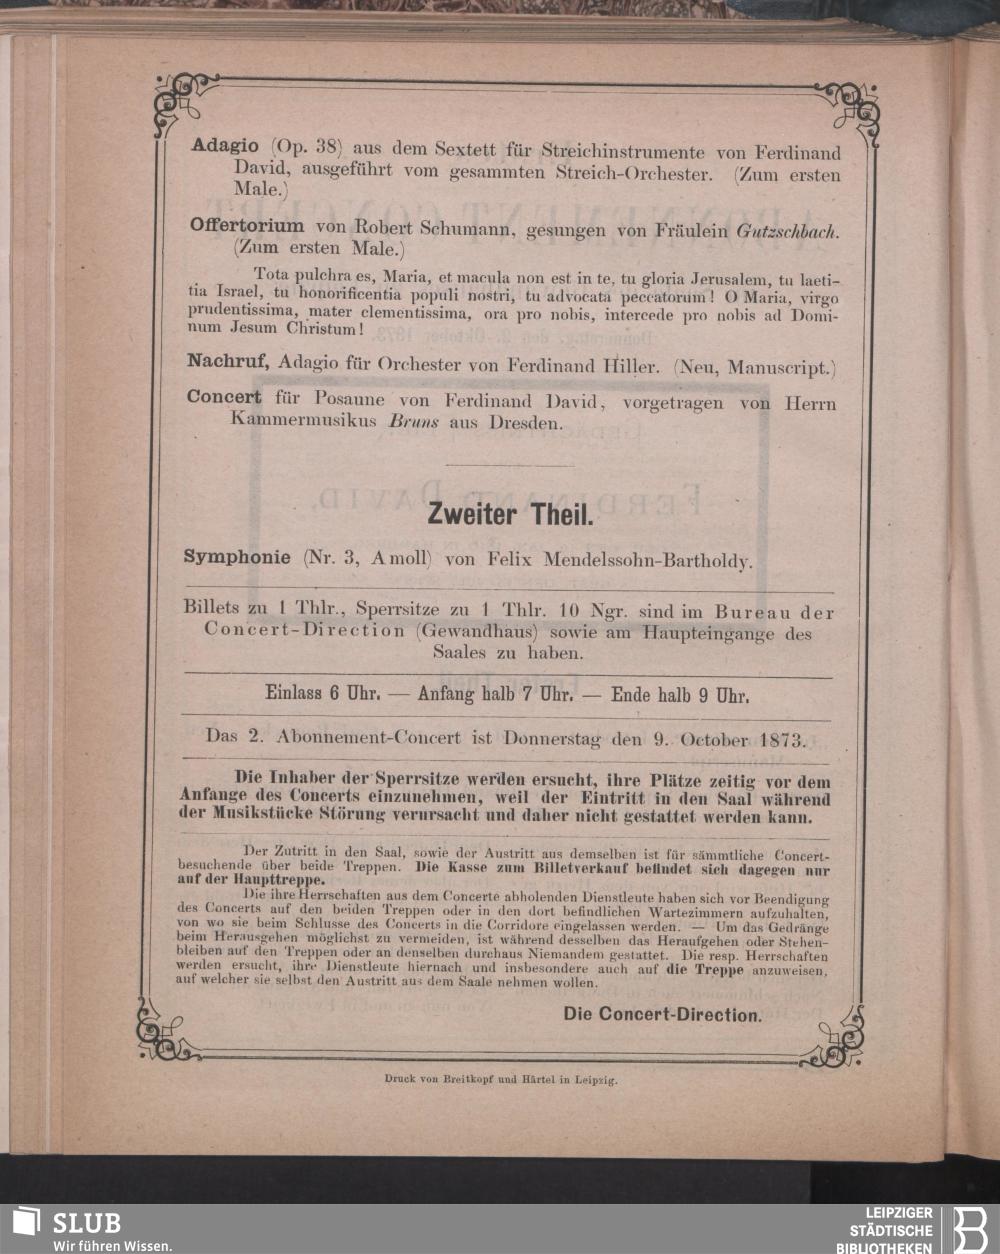 Adagio (Op. 38) aus dem Sextett für Streichinstrumente von Ferdinand
David, ausgeführt vom gesammten Streich-Orchester. (Zum ersten
Male.)
Offertorium von Robert Schumann, gesungen von Fräulein Gutzschbach.
(Zum ersten Male.)
Tota pulchra es, Maria, et macula non est in te, tu gloria Jerusalem, tu laeti-
tia Israel, tu honorificentia populi nostri, tu advocata peccatorum! O Maria, virgo
prudentissima, mater clementissima, ora pro nobis, intercede pro nobis ad Domi-
num Jesum Christum!
Nachruf, Adagio für Orchester von Ferdinand Hiller. (Neu, Manuscript.)
Concert für Posaune von Ferdinand David, vorgetragen von Herrn
Kammermusikus Bruns aus Dresden.
Zweiter Theil.
Symphonie (Nr. 3, A moll) von Felix Mendelssohn-Bartholdy.
Billets zu 1 Thlr., Sperrsitze zu 1 Thlr. 10 Ngr. sind im Bureau der
Concert-Direction (Gewandhaus) sowie am Haupteingange des
Saales zu haben.
Einlass 6 Uhr. — Anfang halb 7 Uhr. — Ende halb 9 Uhr.
Das 2. Abonnement-Concert ist Donnerstag den 9. October 1873.
Die Inhaber der Sperrsitze werden ersucht, ihre Plätze zeitig vor dem
Anfange des Concerts einzunehmen, weil der Eintritt in den Saal während
der Musikstücke Störung verursacht und daher nicht gestattet werden kann.
Der Zutritt in den Saal, sowie der Austritt aus demselben ist für sämmtliche Concert-
besuchende über beide Treppen. Die Kasse zum Billetverkauf befindet sich dagegen nur
auf der Haupttreppe.
Die ihre Herrschaften aus dem Concerte abholenden Dienstleute haben sich vor Beendigung
des Concerts auf den beiden Treppen oder in den dort befindlichen Wartezimmern aufzuhalten,
von wo sie beim Schlusse des Concerts in die Corridore eingelassen werden. — Um das Gedränge
beim Herausgehen möglichst zu vermeiden, ist während desselben das Heraufgehen oder Stehen-
bleiben auf den Treppen oder an denselben durchaus Niemandem gestattet. Die resp. Herrschaften
werden ersucht, ihre Dienstleute hiernach und insbesondere auch auf die Treppe anzuweisen,
auf welcher sie selbst den Austritt aus dem Saale nehmen wollen.
Die Concert-Direction.
Druck von Breitkopf und Härtel in Leipzig.
SLUB
Wir führen Wissen.
LEIPZIGER
STÄDTISCHE
BIBLIOTHEKEN